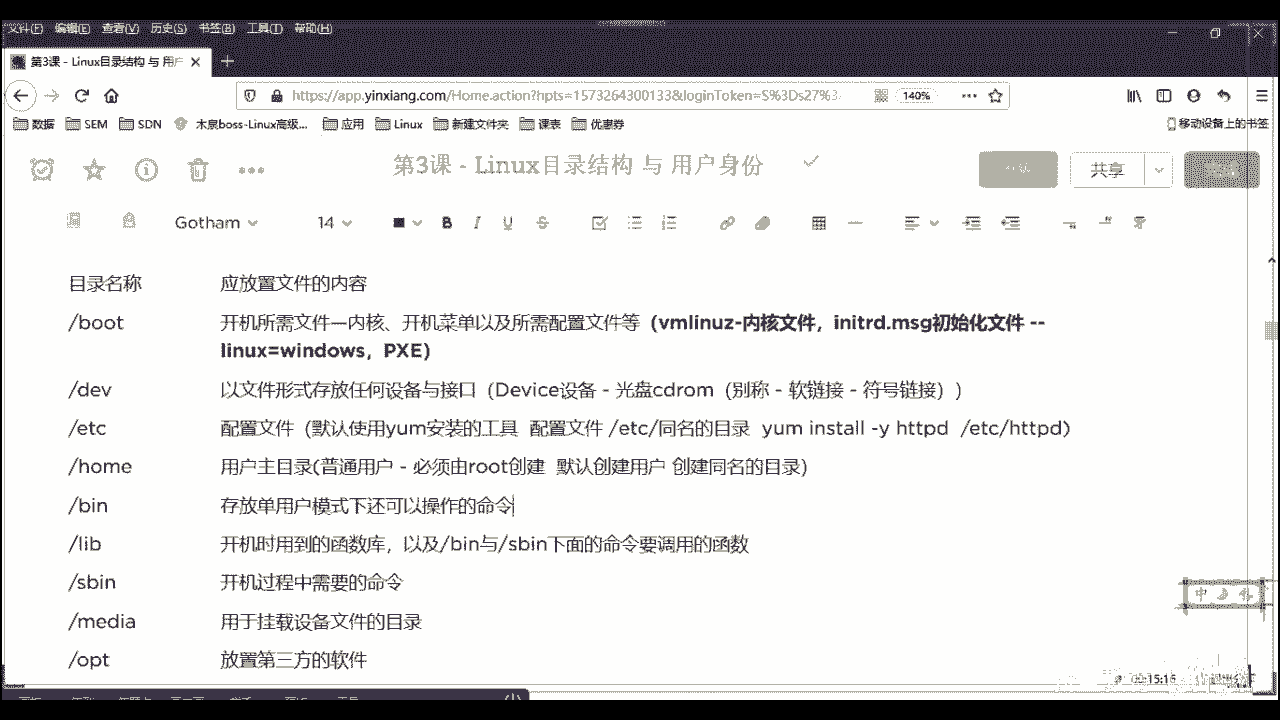 文件(F) 编辑(E) 查看(V) 历史(S) 书签(B) 工具(T) 帮助(H)
第3课 - Linux目录结构 与 用户
https://app.yinxiang.com/Home.action?hpts=1573264300133&loginToken=S%3Ds27%3 140%
数据 SEM SDN 木泉boss-Linux高级... 应用 Linux 新建文件夹 课表 优惠券 移动设备上的书签
第3课 - Linux目录结构 与 用户身份
共享
Gotham 14 B I U S
目录名称 应放置文件的内容
/boot 开机所需文件—内核、开机菜单以及所需配置文件等（vmlinuz-内核文件，initrd.msg初始化文件 --
linux=windows，PXE）
/dev 以文件形式存放任何设备与接口（Device设备 - 光盘cdrom（别称 - 软链接 - 符号链接））
/etc 配置文件（默认使用yum安装的工具 配置文件 /etc/同名的目录 yum install -y httpd /etc/httpd)
/home 用户主目录(普通用户 - 必须由root创建 默认创建用户 创建同名的目录)
/bin 存放单用户模式下还可以操作的命令
/lib 开机时用到的函数库，以及/bin与/sbin下面的命令要调用的函数
/sbin 开机过程中需要的命令
中
/media 用于挂载设备文件的目录
/opt 放置第三方的软件
00:15:16